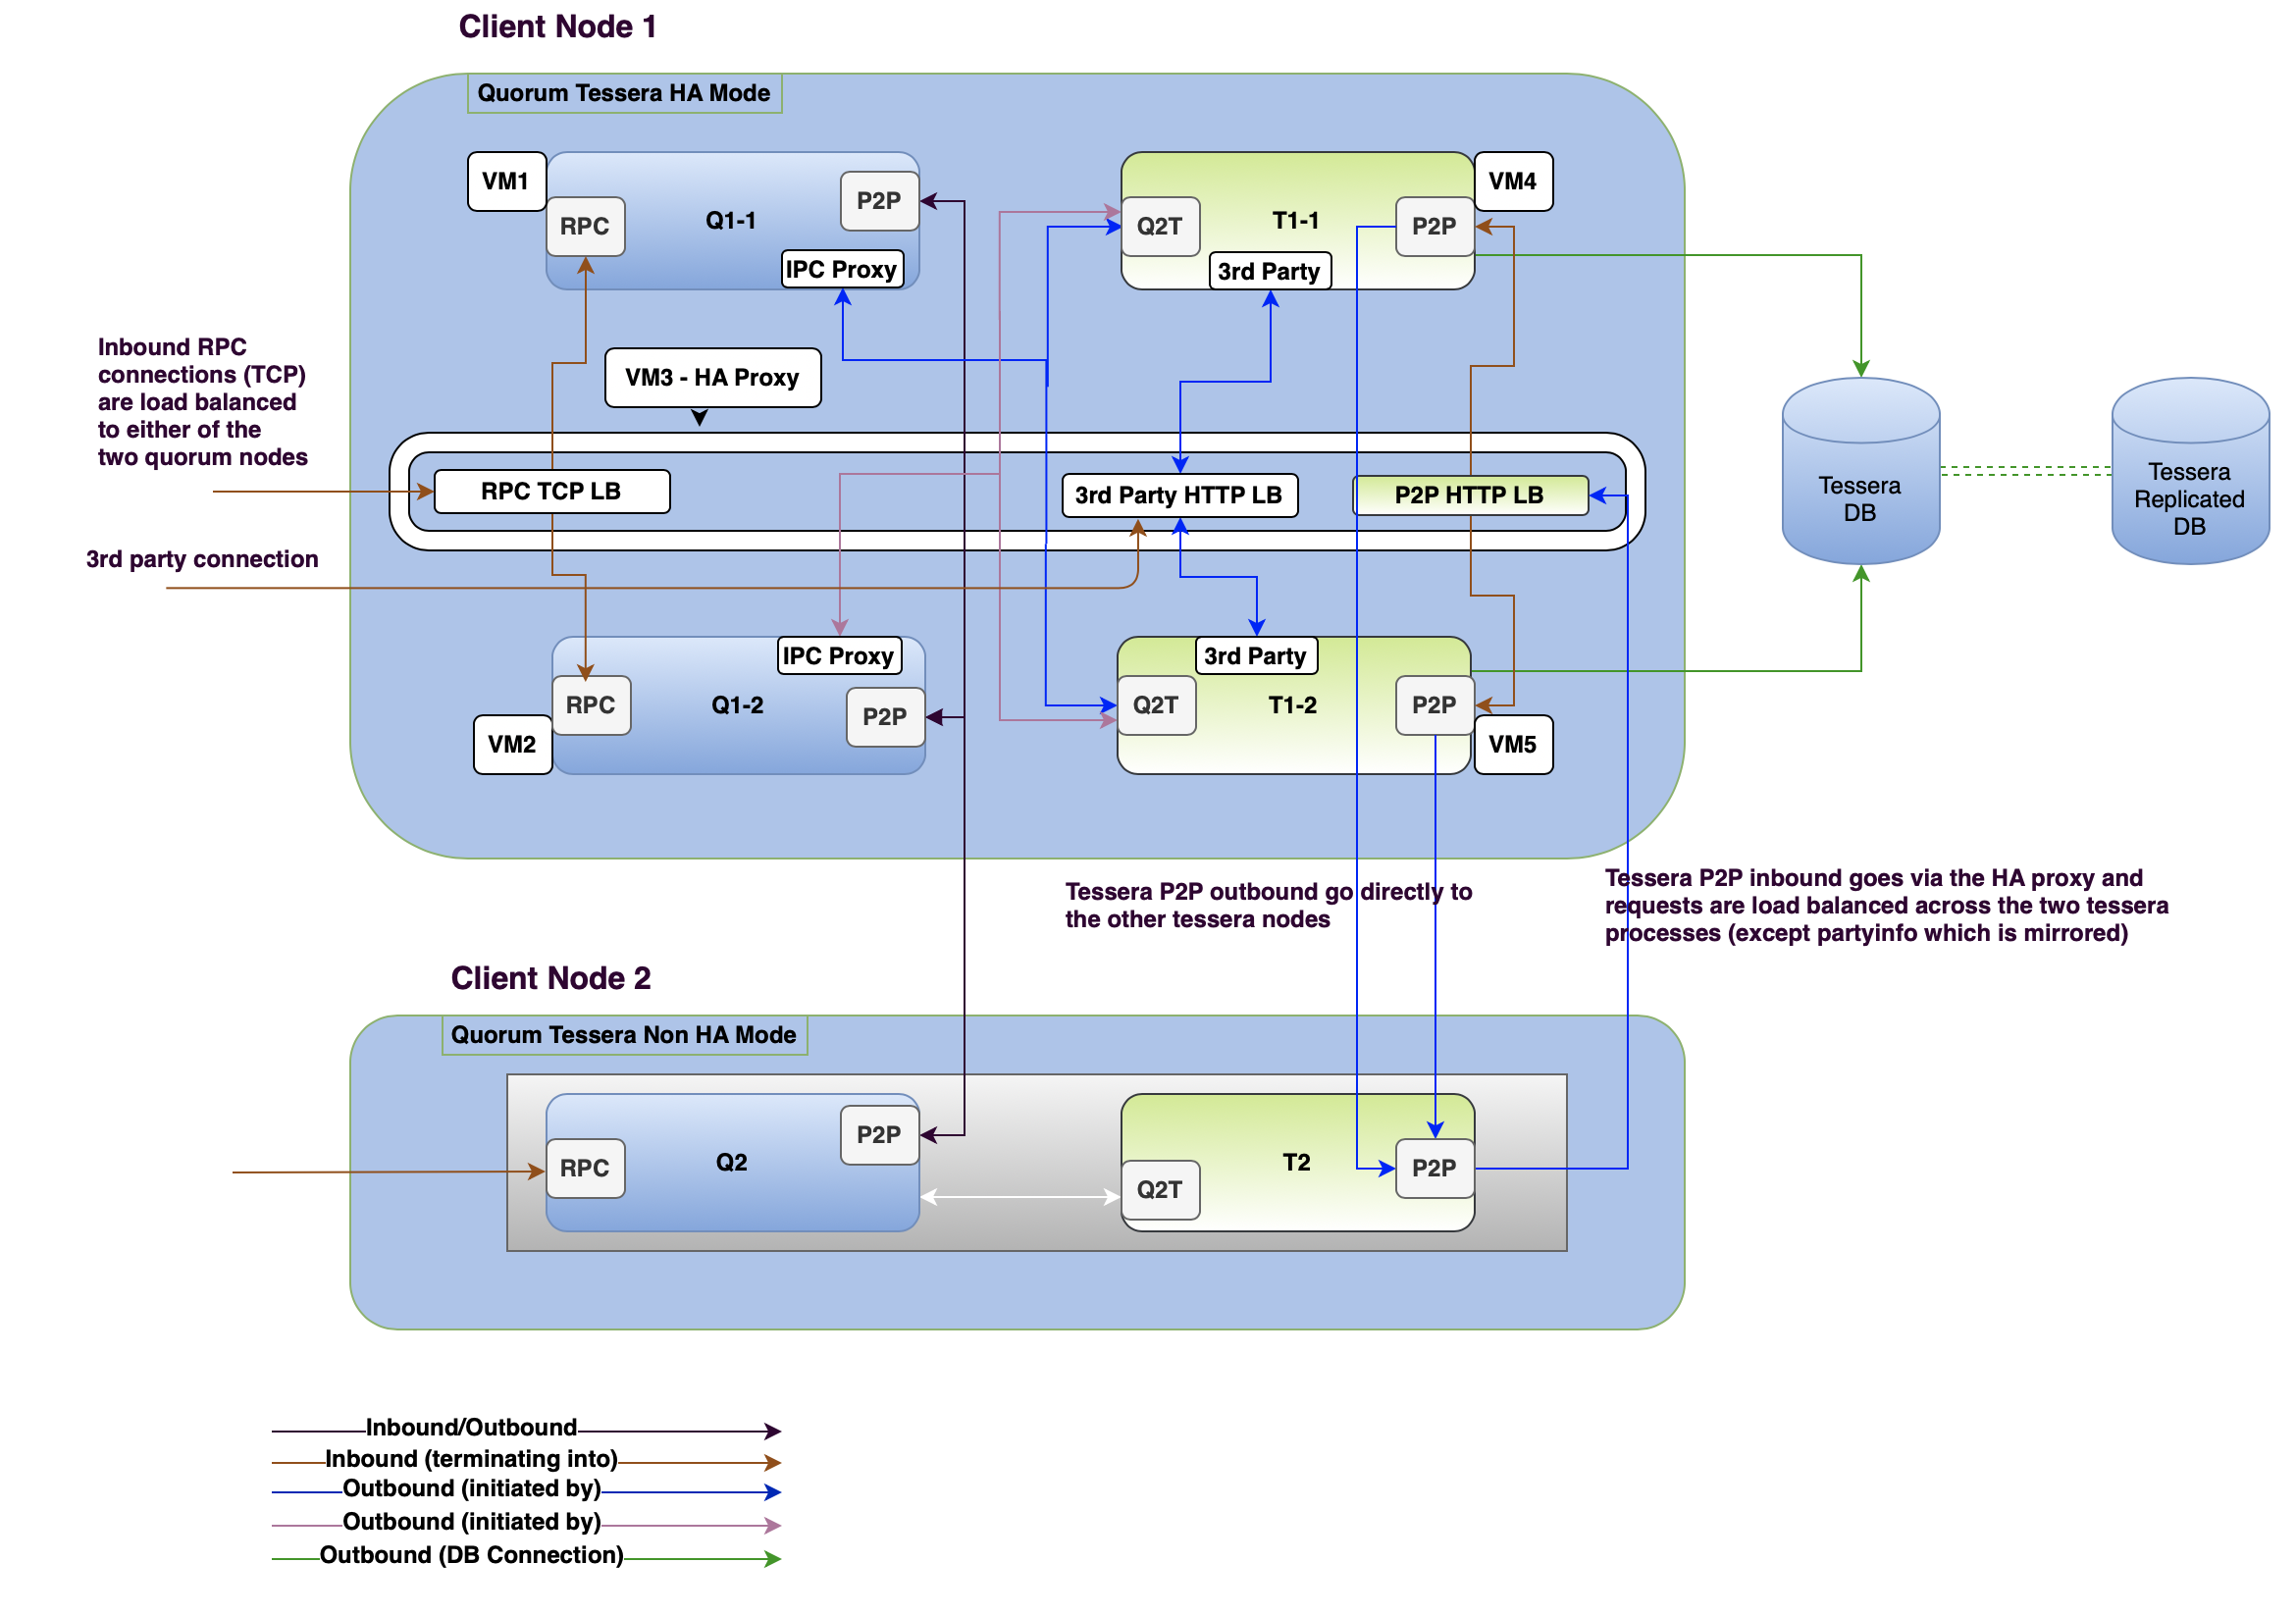 Client Node 1
Quorum Tessera HA Mode
VM1
RPC
Q1-1
P2P
IPC Proxy
Q2T
T1-1
3rd Party
P2P
VM4
Inbound RPC
connections (TCP)
are load balanced
to either of the
two quorum nodes
VM3 - HA Proxy
RPC TCP LB
3rd Party HTTP LB
P2P HTTP LB
Tessera
DB
Tessera
Replicated
DB
3rd party connection
IPC Proxy
RPC
Q1-2
P2P
VM2
3rd Party
Q2T
T1-2
P2P
VM5
Tessera P2P outbound go directly to
the other tessera nodes
Tessera P2P inbound goes via the HA proxy and
requests are load balanced across the two tessera
processes (except partyinfo which is mirrored)
Client Node 2
Quorum Tessera Non HA Mode
RPC
Q2
P2P
Q2T
T2
P2P
Inbound/Outbound
Inbound (terminating into)
Outbound (initiated by)
Outbound (initiated by)
Outbound (DB Connection)